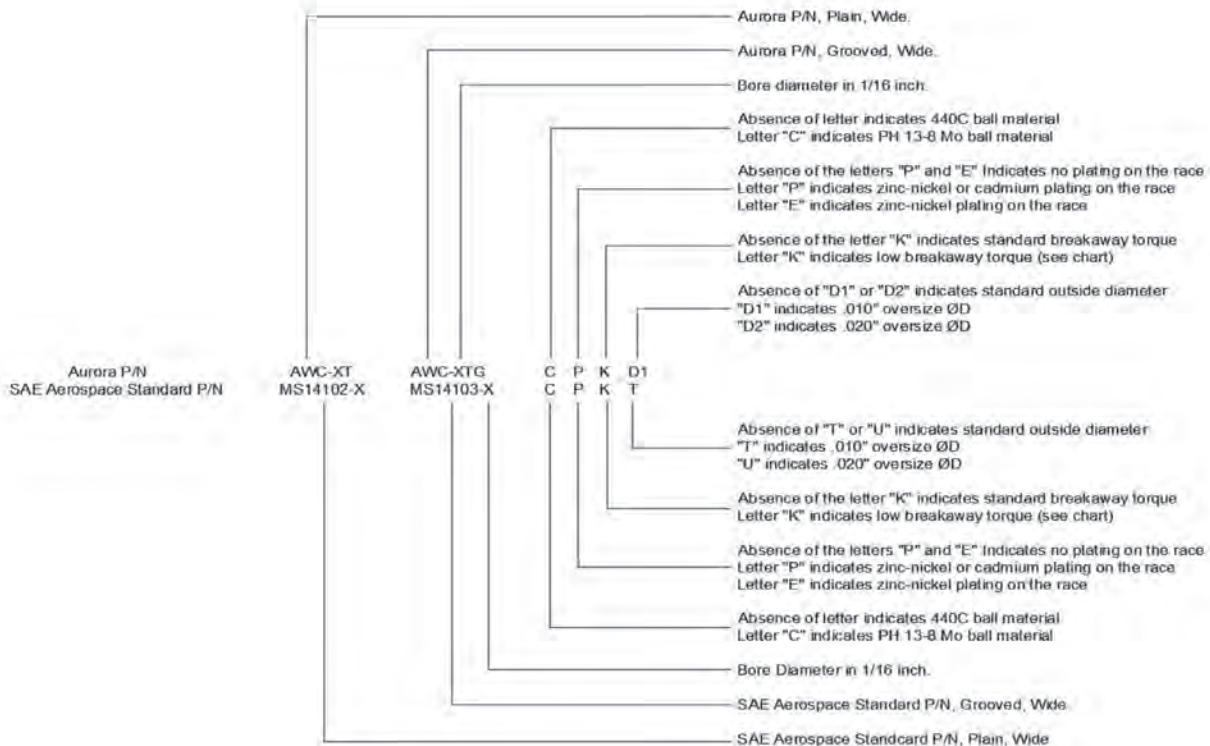 Aurora P/N, Plain, Wide.
Aurora P/N, Grooved, Wide.
Bore diameter in 1/16 inch.
Absence of letter indicates 440C ball material
Letter "C" indicates PH 13-8 Mo ball material
Absence of the letters "P" and "E" Indicates no plating on the race
Letter "P" indicates zinc-nickel or cadmium plating on the race
Letter "E" indicates zinc-nickel plating on the race
Absence of the letter "K" indicates standard breakaway torque
Letter "K" indicates low breakaway torque (see chart)
Absence of "D1" or "D2" indicates standard outside diameter
"D1" indicates .010" oversize ØD
"D2" indicates .020" oversize ØD
Aurora P/N AWC-XT AWC-XTG C P K D1
SAE Aerospace Standard P/N MS14102-X MS14103-X C P K T
Absence of "T" or "U" indicates standard outside diameter
"T" indicates .010" oversize ØD
"U" indicates .020" oversize ØD
Absence of the letter "K" indicates standard breakaway torque
Letter "K" indicates low breakaway torque (see chart)
Absence of the letters "P" and "E" Indicates no plating on the race
Letter "P" indicates zinc-nickel or cadmium plating on the race
Letter "E" indicates zinc-nickel plating on the race
Absence of letter indicates 440C ball material
Letter "C" indicates PH 13-8 Mo ball material
Bore Diameter in 1/16 inch.
SAE Aerospace Standard P/N, Grooved, Wide.
SAE Aerospace Standcard P/N, Plain, Wide